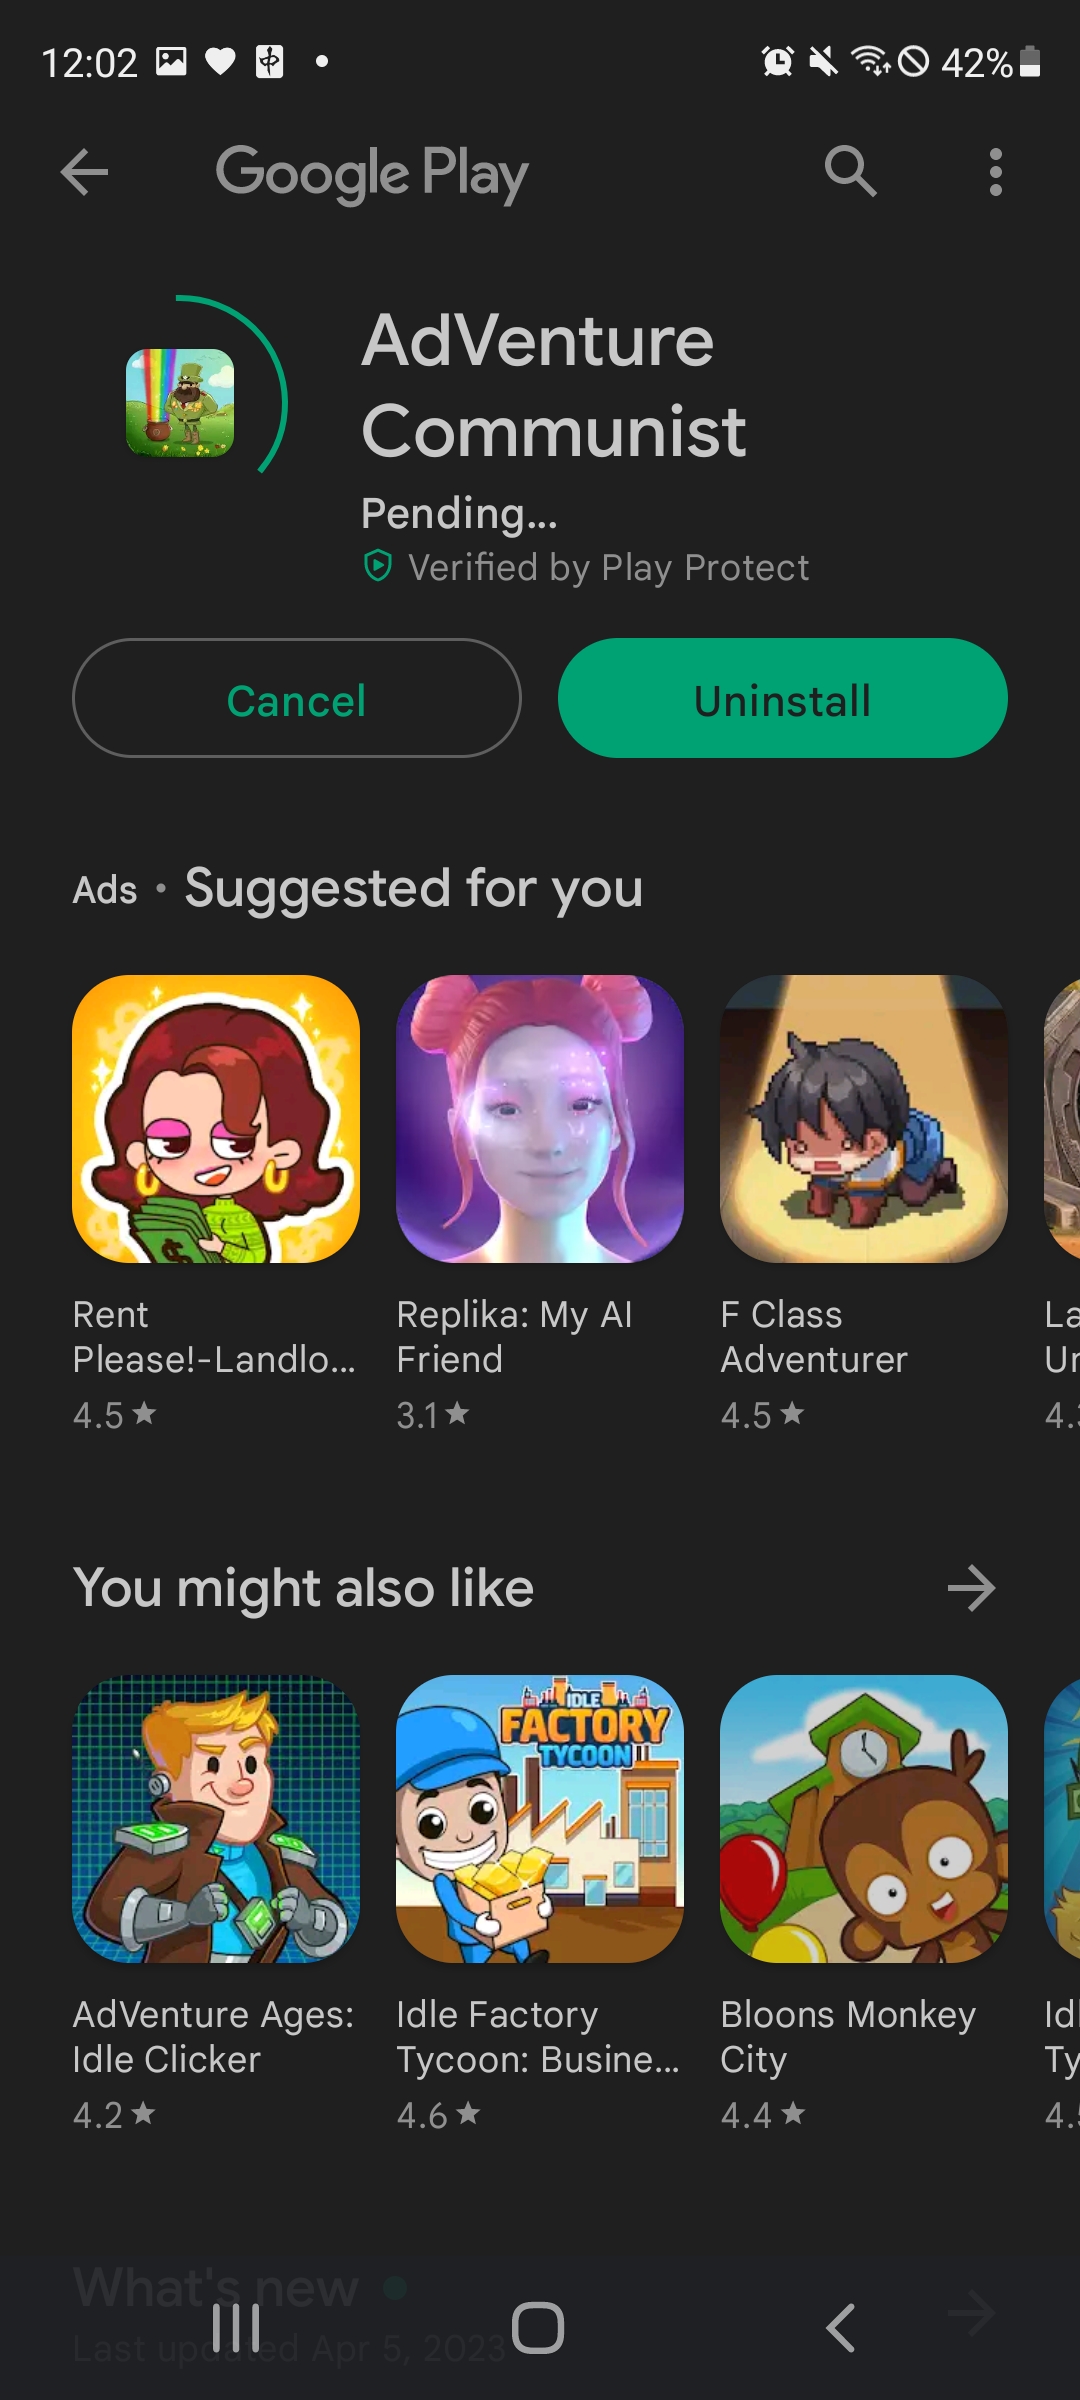 12:02
42%
Google Play
AdVenture
Communist
Pending...
Verified by Play Protect
Cancel
Uninstall
Ads • Suggested for you
Rent
Please!-Landlo...
4.5★
Replika: My AI
Friend
3.1★
F Class
Adventurer
4.5★
La
Ur
4.3
You might also like
IDLE
FACTORY
TYCOON
AdVenture Ages:
Idle Clicker
4.2★
Idle Factory
Tycoon: Busine...
4.6★
Bloons Monkey
City
4.4★
Idl
Ty
4.5
What's new
Last updated Apr 5, 2023